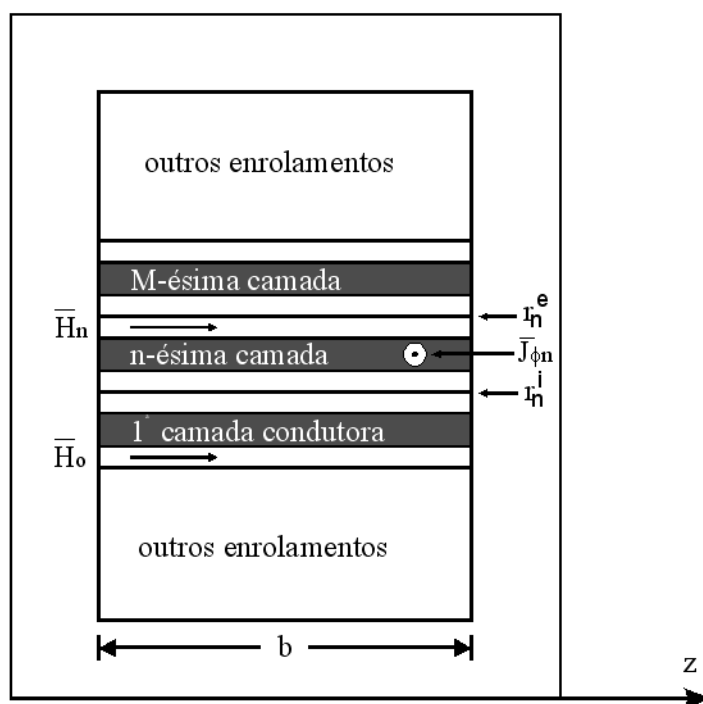 outros enrolamentos
M-ésima camada
r_n^e
H̅n
n-ésima camada
J̅ϕn
r_n^i
1ª camada condutora
H̅o
outros enrolamentos
b
z